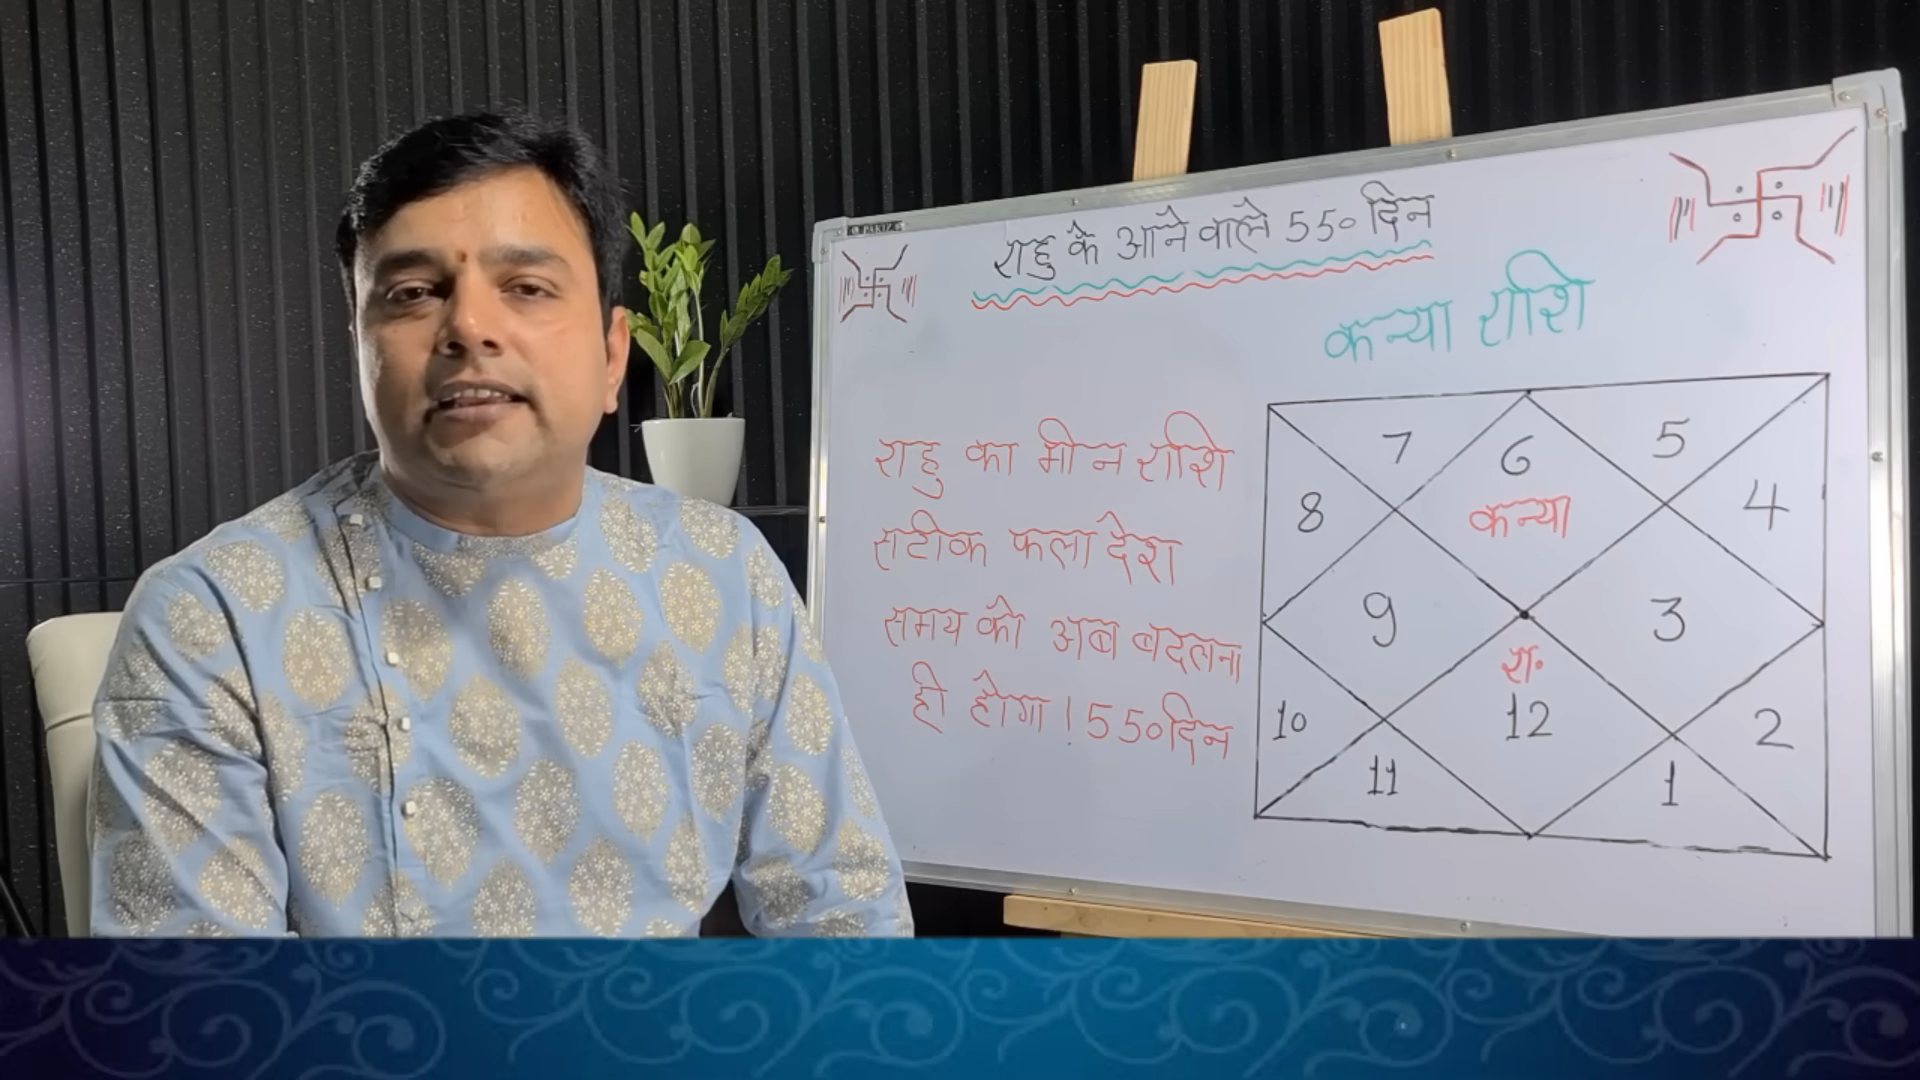 राहु के आने वाले 550 दिन
कन्या राशि
राहु का मीन राशि
सटीक फलादेश
समय को अब बदलना
ही होगा ! 550 दिन
7
6
5
8
कन्या
4
9
3
रा.
10
12
2
11
1